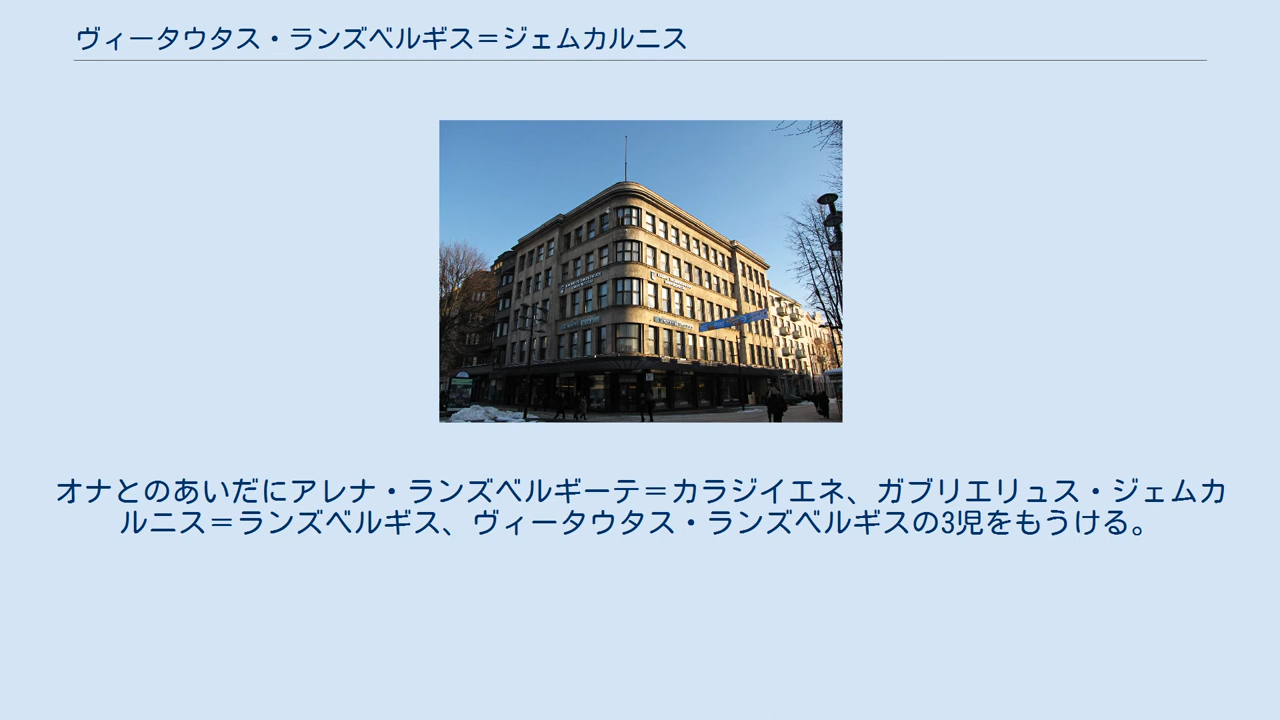 ヴィータウタス・ランズベルギス＝ジェムカルニス
オナとのあいだにアレナ・ランズベルギーテ＝カラジイエネ、ガブリエリュス・ジェムカ
ルニス＝ランズベルギス、ヴィータウタス・ランズベルギスの3児をもうける。